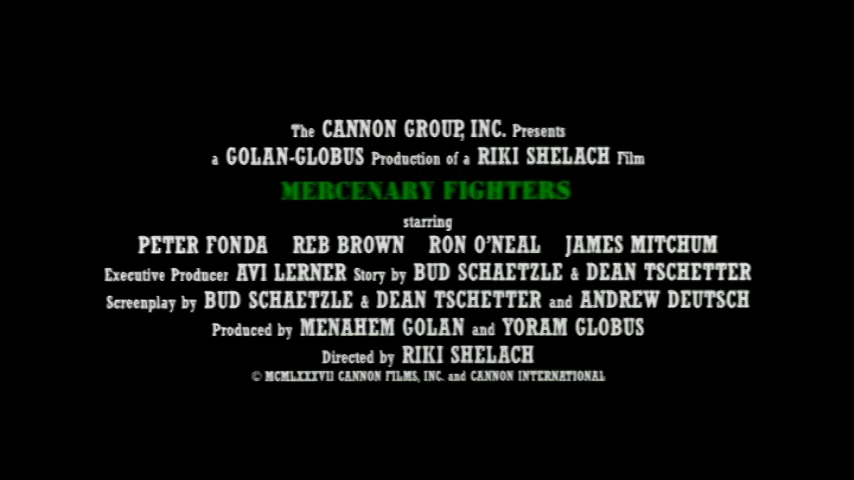 The CANNON GROUP, INC. Presents
a GOLAN-GLOBUS Production of a RIKI SHELACH Film
MERCENARY FIGHTERS
starring
PETER FONDA REB BROWN RON O'NEAL JAMES MITCHUM
Executive Producer AVI LERNER Story by BUD SCHAETZLE & DEAN TSCHETTER
Screenplay by BUD SCHAETZLE & DEAN TSCHETTER and ANDREW DEUTSCH
Produced by MENAHEM GOLAN and YORAM GLOBUS
Directed by RIKI SHELACH
© MCMLXXXVII CANNON FILMS, INC. and CANNON INTERNATIONAL